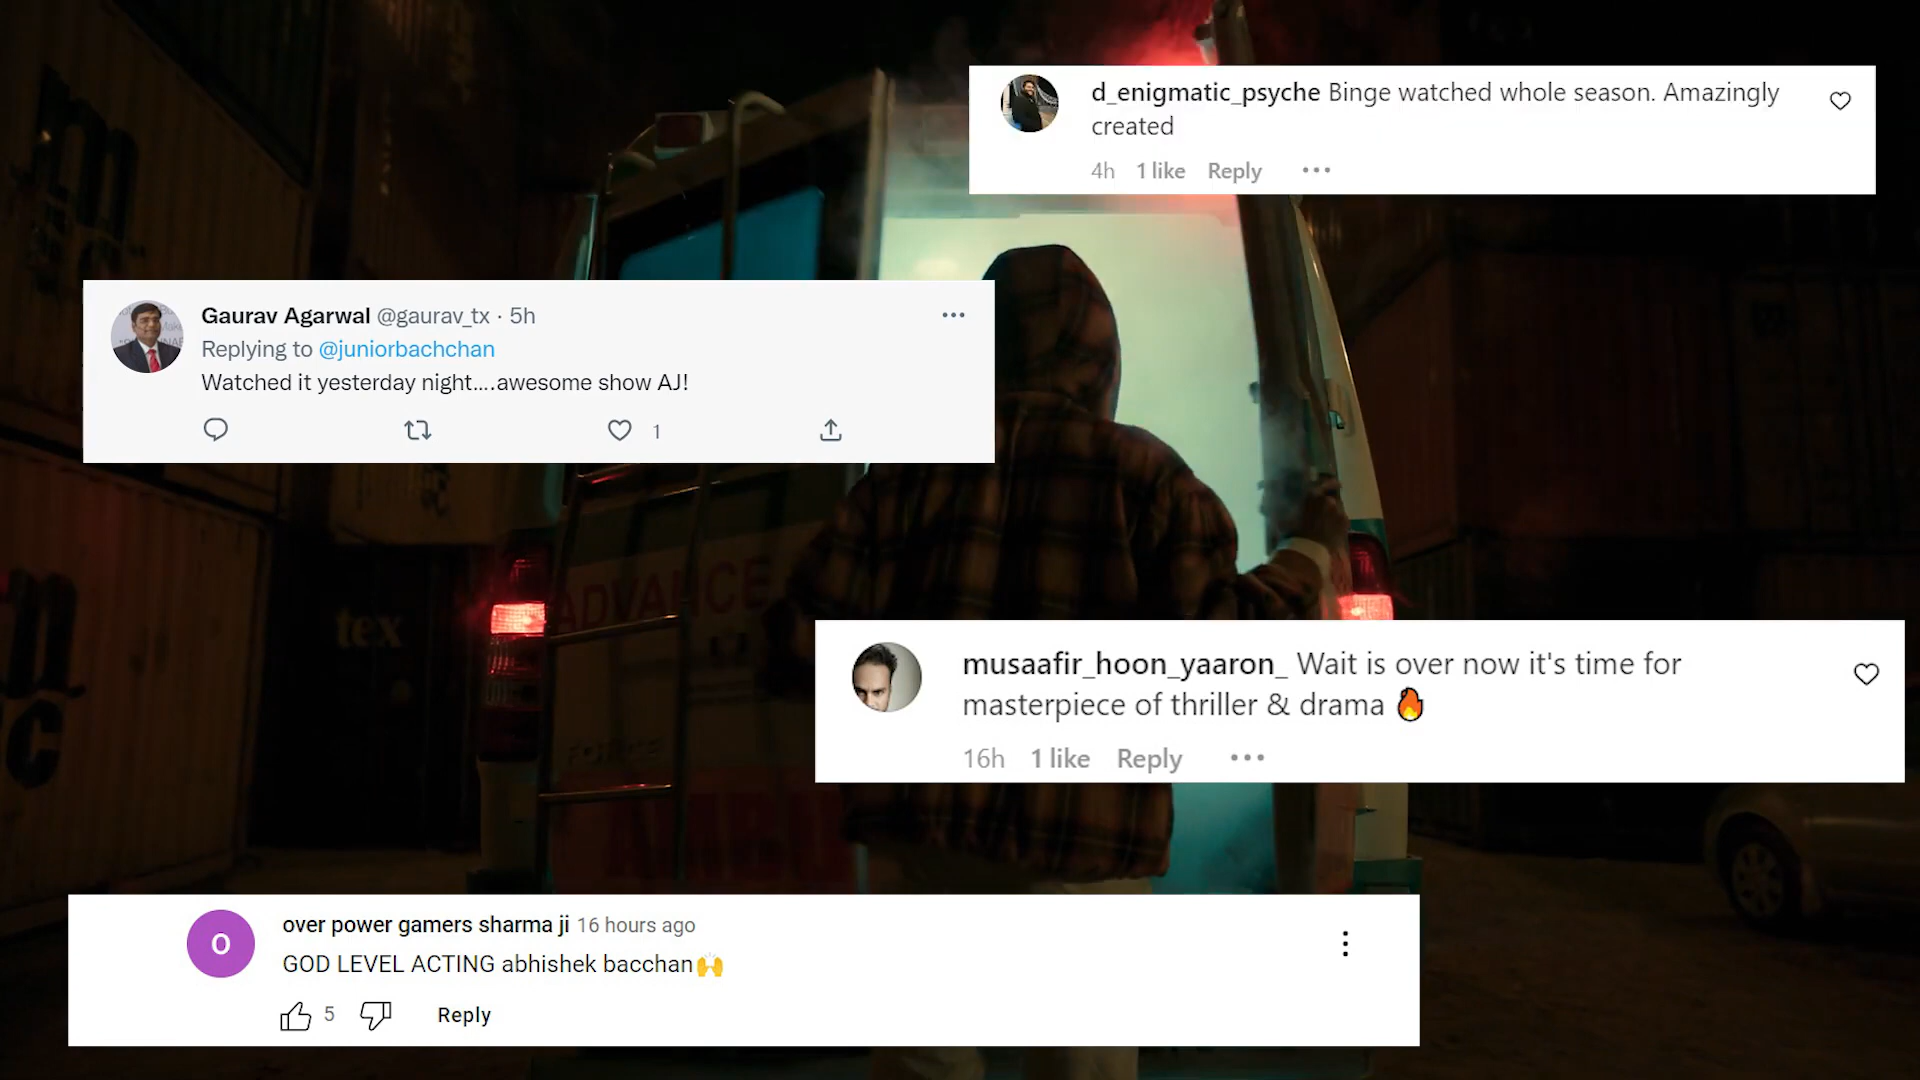 d_enigmatic_psyche Binge watched whole season. Amazingly
created
4h 1 like Reply
Gaurav Agarwal @gaurav_tx · 5h
Replying to @juniorbachchan
Watched it yesterday night....awesome show AJ!
1
ADVANCE
tex
musaafir_hoon_yaaron_ Wait is over now it's time for
masterpiece of thriller & drama 🔥
16h 1 like Reply
O
over power gamers sharma ji 16 hours ago
GOD LEVEL ACTING abhishek bacchan🙌
5 Reply